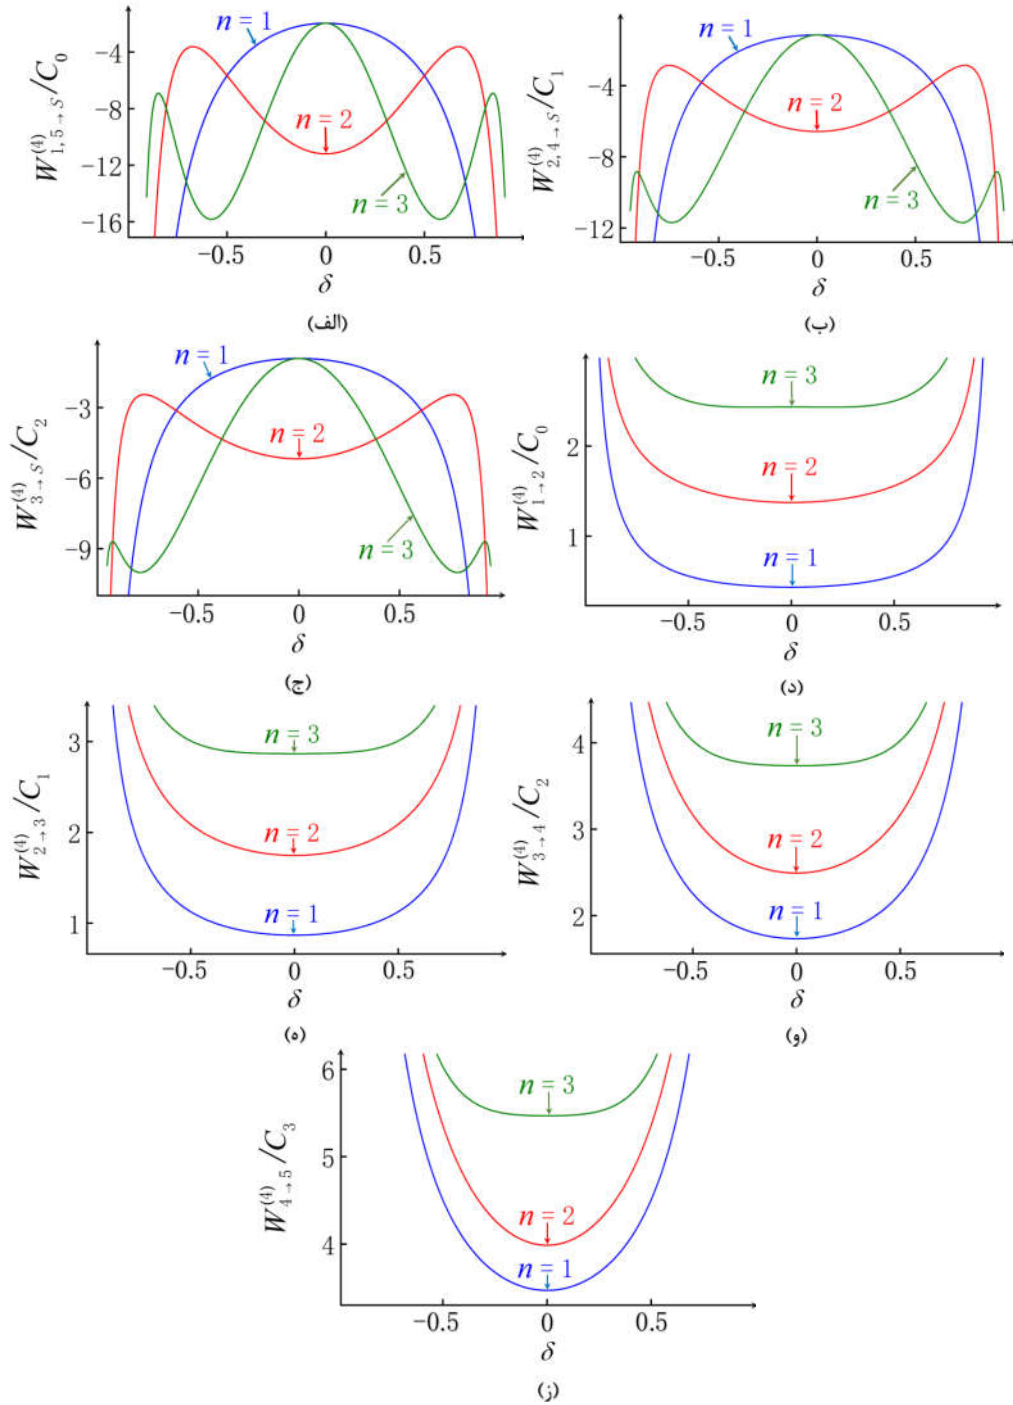 W^{(4)}_{1,5→S}/C_0
n = 1
n = 2
n = 3
−4
−8
−12
−16
−0.5 0 0.5
δ
(الف)
W^{(4)}_{2,4→S}/C_1
n = 1
n = 2
n = 3
−4
−8
−12
−0.5 0 0.5
δ
(ب)
W^{(4)}_{3→S}/C_2
n = 1
n = 2
n = 3
−3
−6
−9
−0.5 0 0.5
δ
(ج)
W^{(4)}_{1→2}/C_0
n = 3
n = 2
n = 1
2
1
−0.5 0 0.5
δ
(د)
W^{(4)}_{2→3}/C_1
n = 3
n = 2
n = 1
3
2
1
−0.5 0 0.5
δ
(ه)
W^{(4)}_{3→4}/C_2
n = 3
n = 2
n = 1
4
3
2
−0.5 0 0.5
δ
(و)
W^{(4)}_{4→5}/C_3
n = 3
n = 2
n = 1
6
5
4
−0.5 0 0.5
δ
(ز)